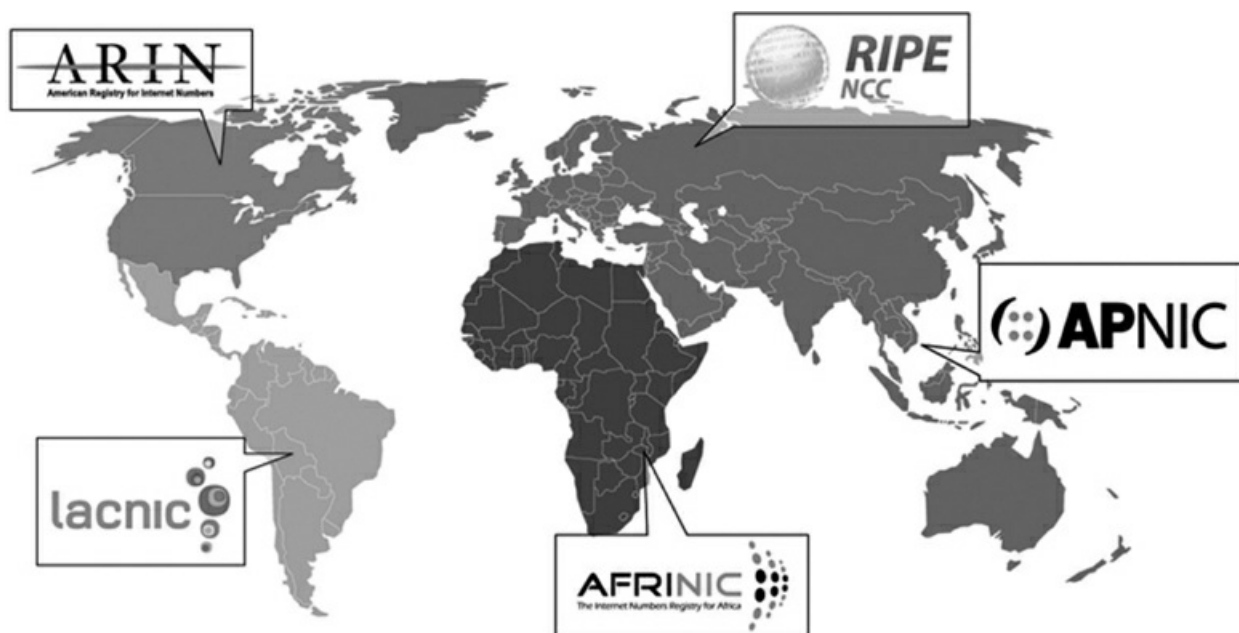 ARIN
American Registry for Internet Numbers
RIPE
NCC
APNIC
lacnic
AFRINIC
The Internet Numbers Registry for Africa